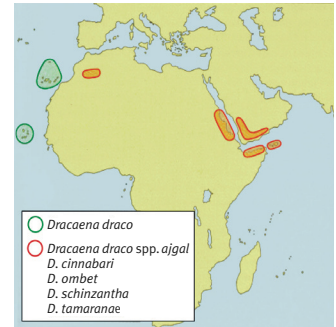 Dracaena draco
Dracaena draco spp. ajgal
D. cinnabari
D. ombet
D. schinzantha
D. tamaranae